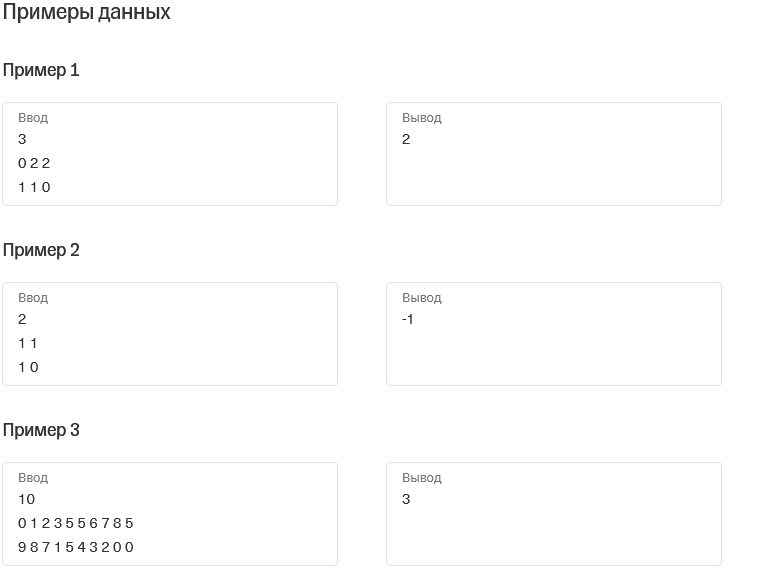 Примеры данных
Пример 1
Ввод
3
0 2 2
1 1 0
Вывод
2
Пример 2
Ввод
2
1 1
1 0
Вывод
-1
Пример 3
Ввод
10
0 1 2 3 5 5 6 7 8 5
9 8 7 1 5 4 3 2 0 0
Вывод
3